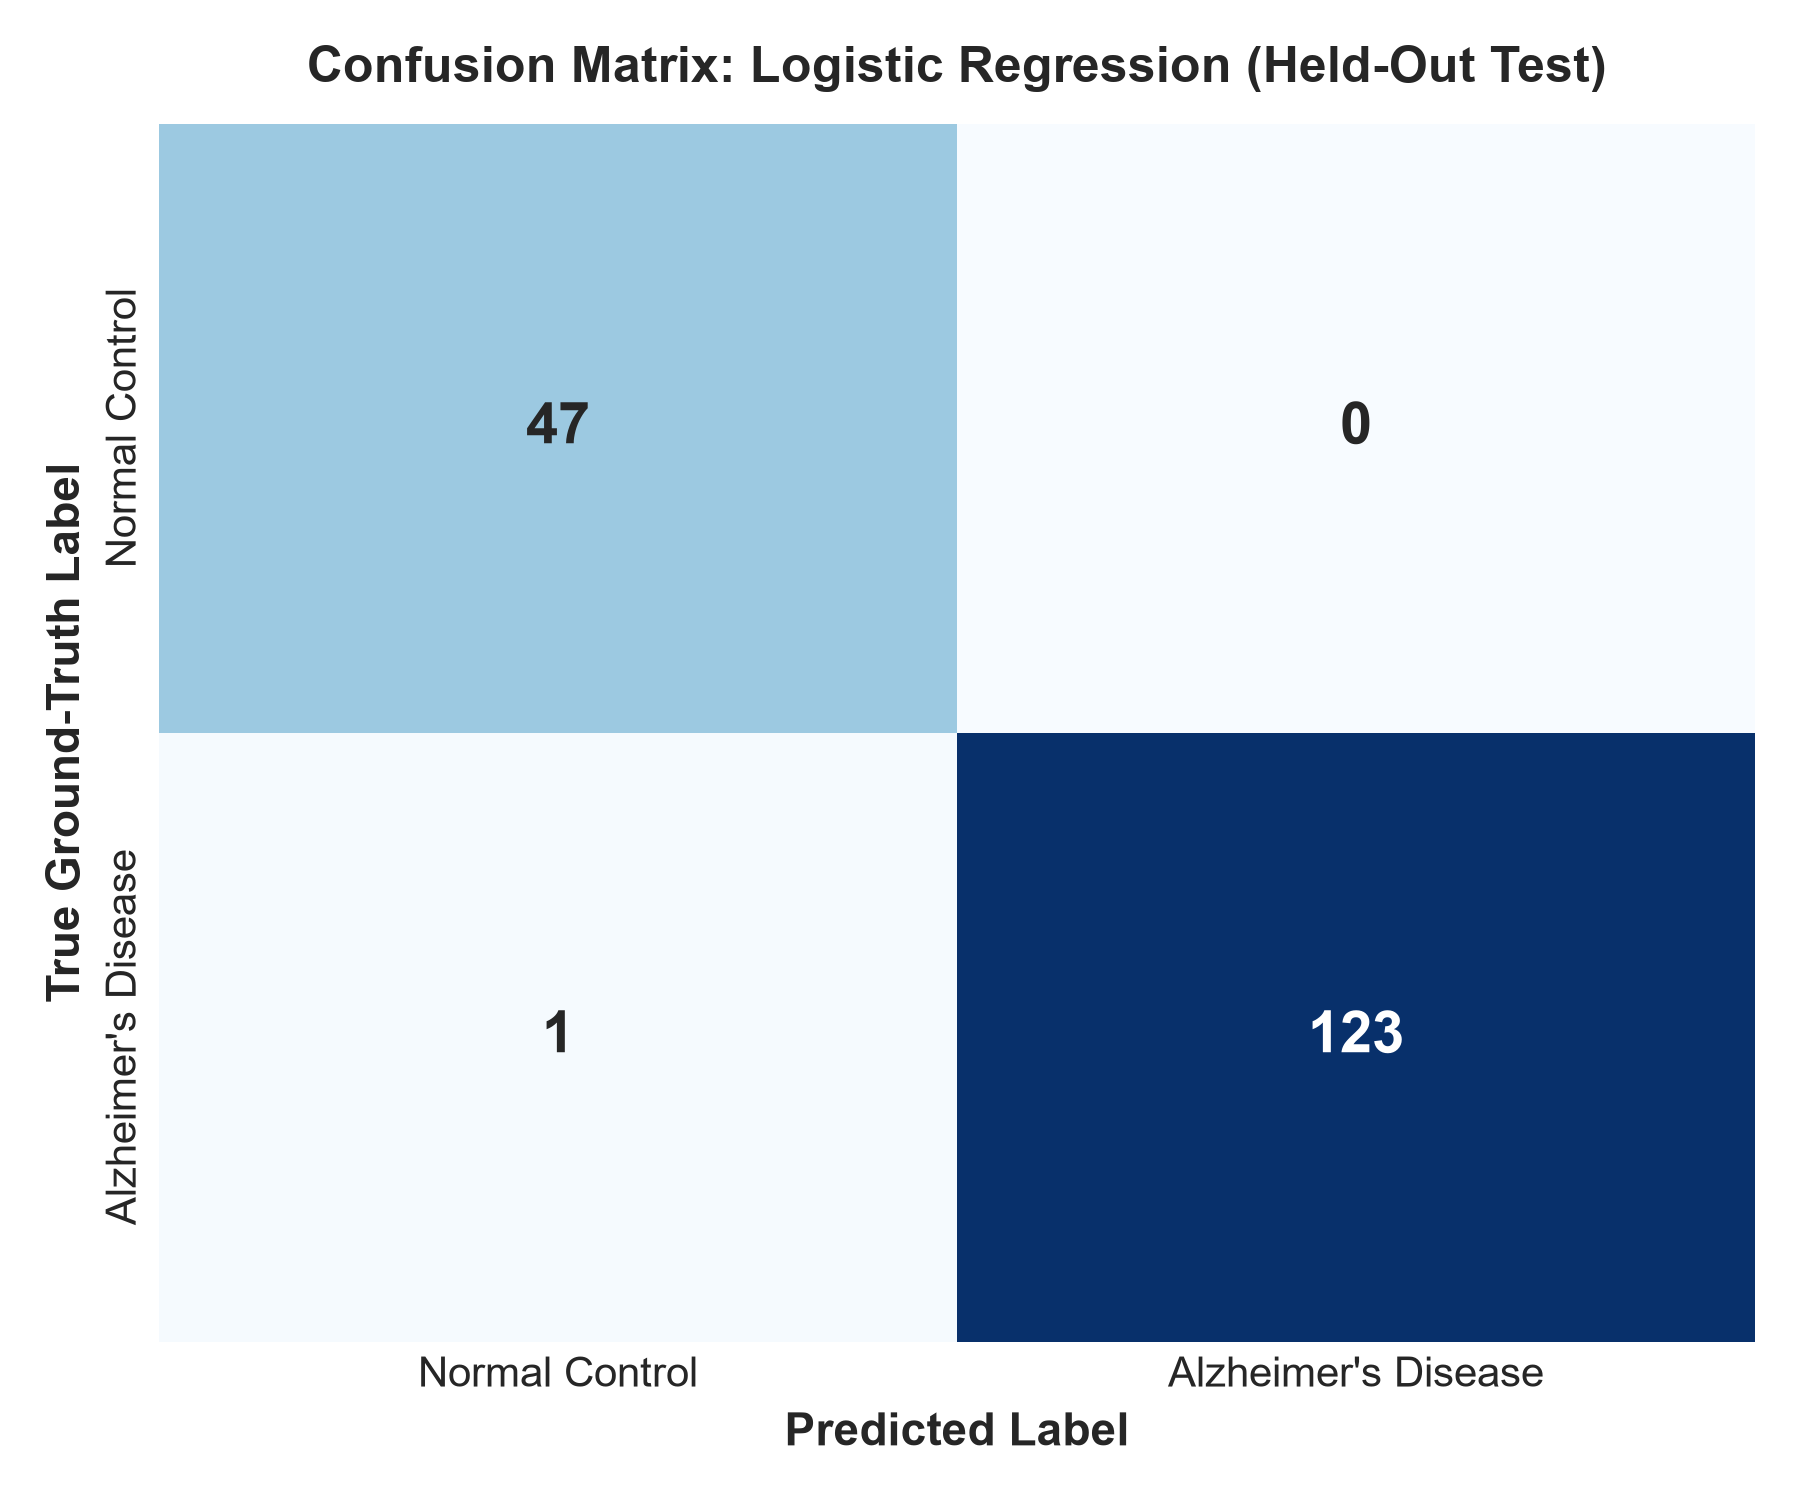 Confusion Matrix: Logistic Regression (Held-Out Test)
True Ground-Truth Label
Normal Control
47
0
Alzheimer's Disease
1
123
Normal Control
Alzheimer's Disease
Predicted Label